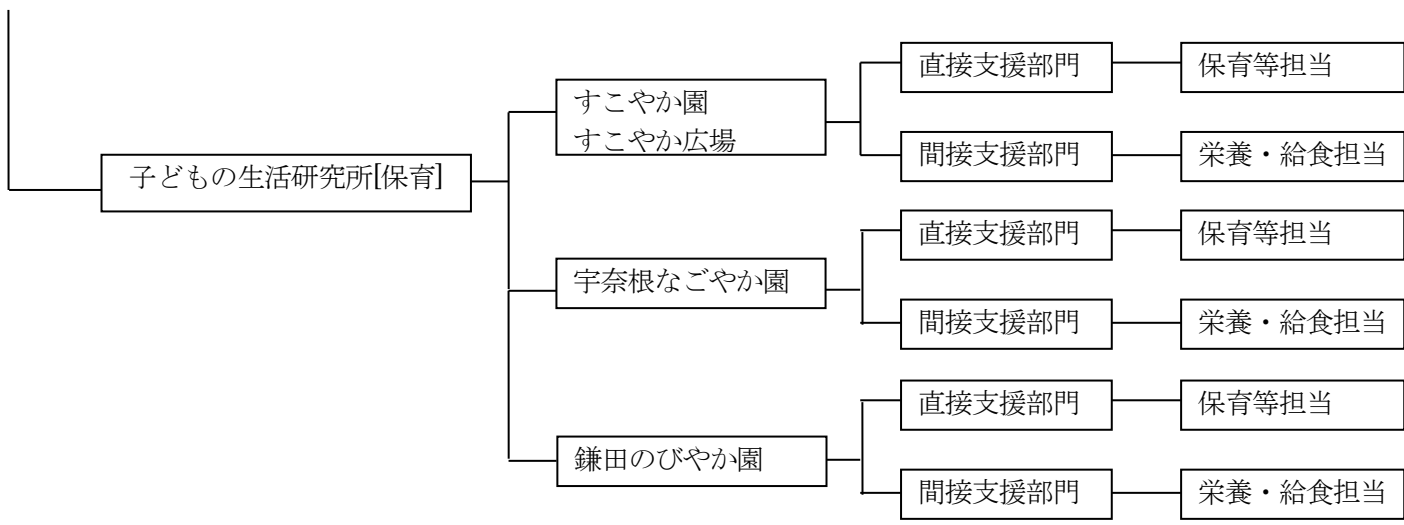 直接支援部門
保育等担当
すこやか園
すこやか広場
間接支援部門
栄養・給食担当
子どもの生活研究所[保育]
直接支援部門
保育等担当
宇奈根なごやか園
間接支援部門
栄養・給食担当
直接支援部門
保育等担当
鎌田のびやか園
間接支援部門
栄養・給食担当